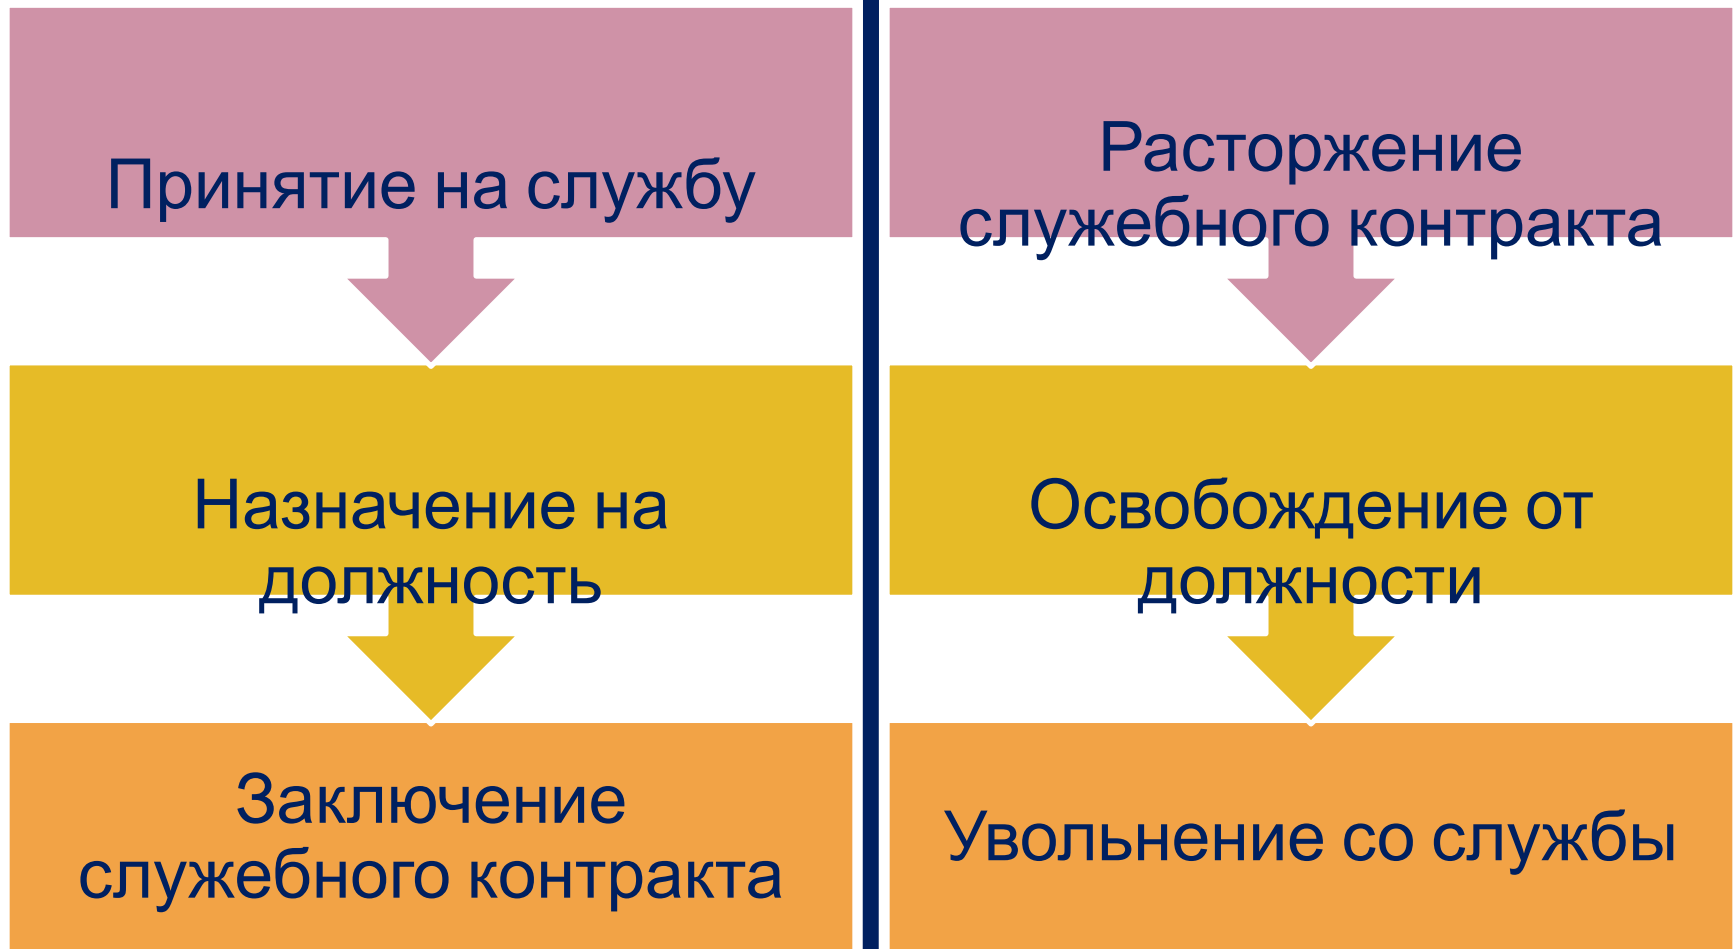 Принятие на службу
Назначение на
должность
Заключение
служебного контракта
Расторжение
служебного контракта
Освобождение от
должности
Увольнение со службы